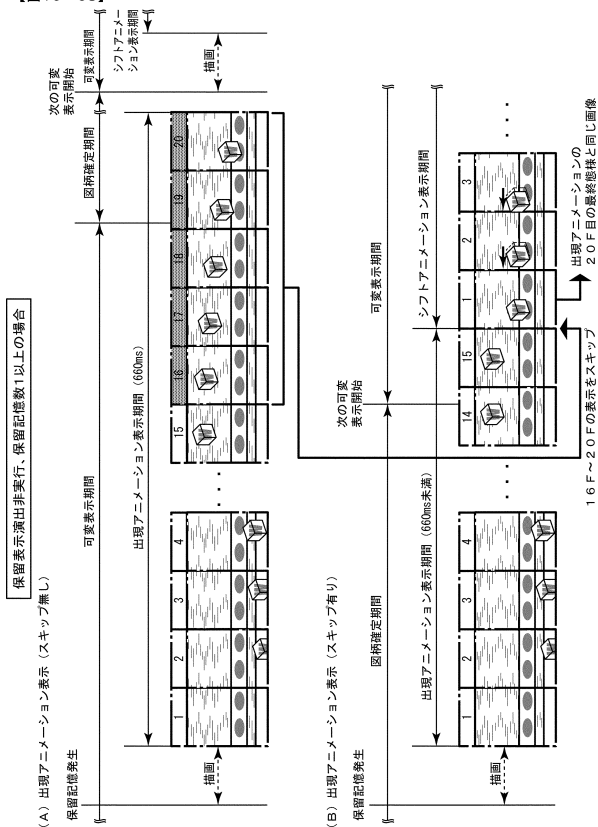 保留表示演出非実行、保留記憶数1以上の場合
(A) 出現アニメーション表示 (スキップ無し)
保留記憶発生
可変表示期間
図柄確定期間
次の可変
表示開始
可変表示期間
描画
出現アニメーション表示期間 (660ms)
シフトアニメー
ション表示期間
描画
1 2 3 4 ・・・ 15 16 17 18 19 20
(B) 出現アニメーション表示 (スキップ有り)
保留記憶発生
図柄確定期間
次の可変
表示開始
可変表示期間
描画
出現アニメーション表示期間 (660ms未満)
シフトアニメーション表示期間
1 2 3 4 ・・・ 14 15 1 2 3 ・・・
16F~20Fの表示をスキップ
出現アニメーションの
20F目の最終態様と同じ画像